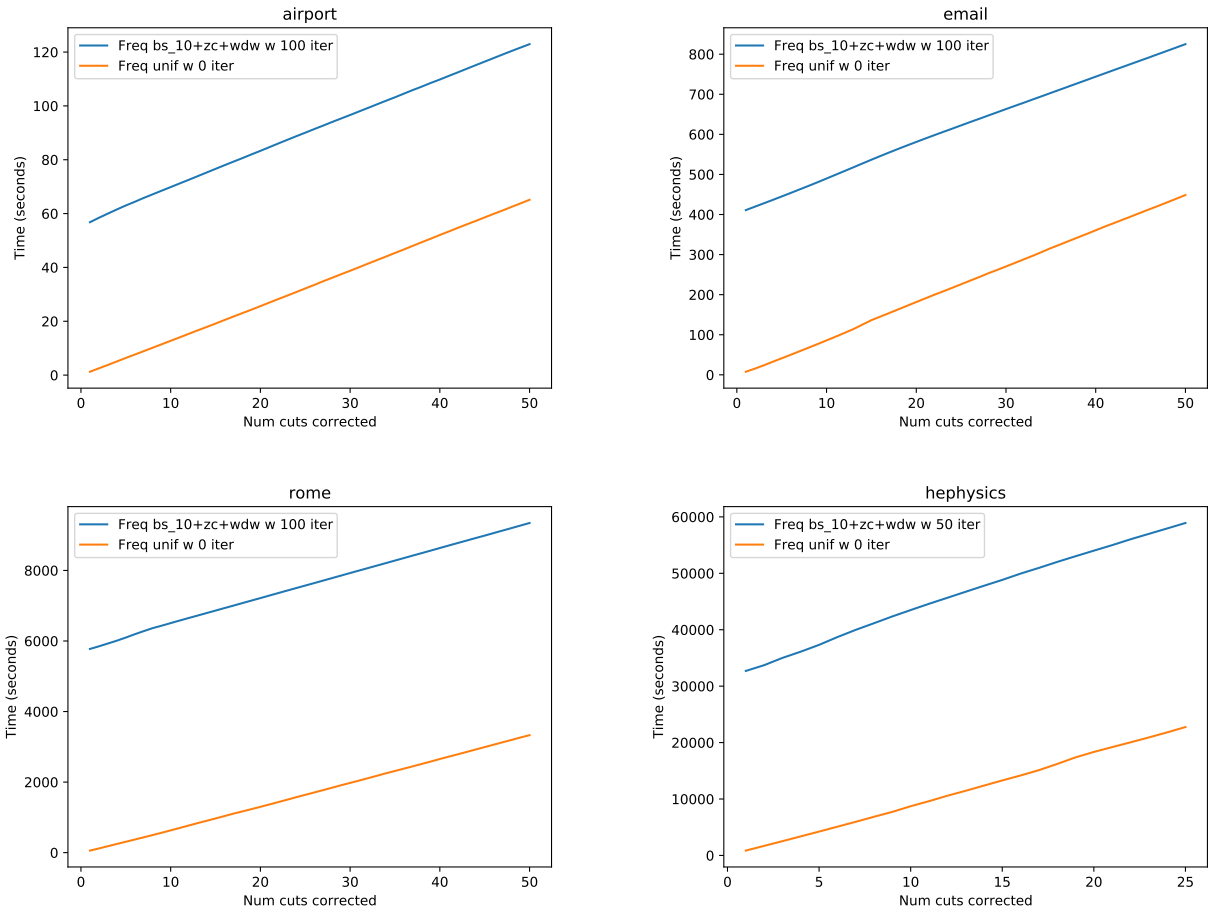 airport
Freq bs_10+zc+wdw w 100 iter
Freq unif w 0 iter
Time (seconds)
120
100
80
60
40
20
0
0 10 20 30 40 50
Num cuts corrected
email
Freq bs_10+zc+wdw w 100 iter
Freq unif w 0 iter
Time (seconds)
800
700
600
500
400
300
200
100
0
0 10 20 30 40 50
Num cuts corrected
rome
Freq bs_10+zc+wdw w 100 iter
Freq unif w 0 iter
Time (seconds)
8000
6000
4000
2000
0
0 10 20 30 40 50
Num cuts corrected
hephysics
Freq bs_10+zc+wdw w 50 iter
Freq unif w 0 iter
Time (seconds)
60000
50000
40000
30000
20000
10000
0
0 5 10 15 20 25
Num cuts corrected